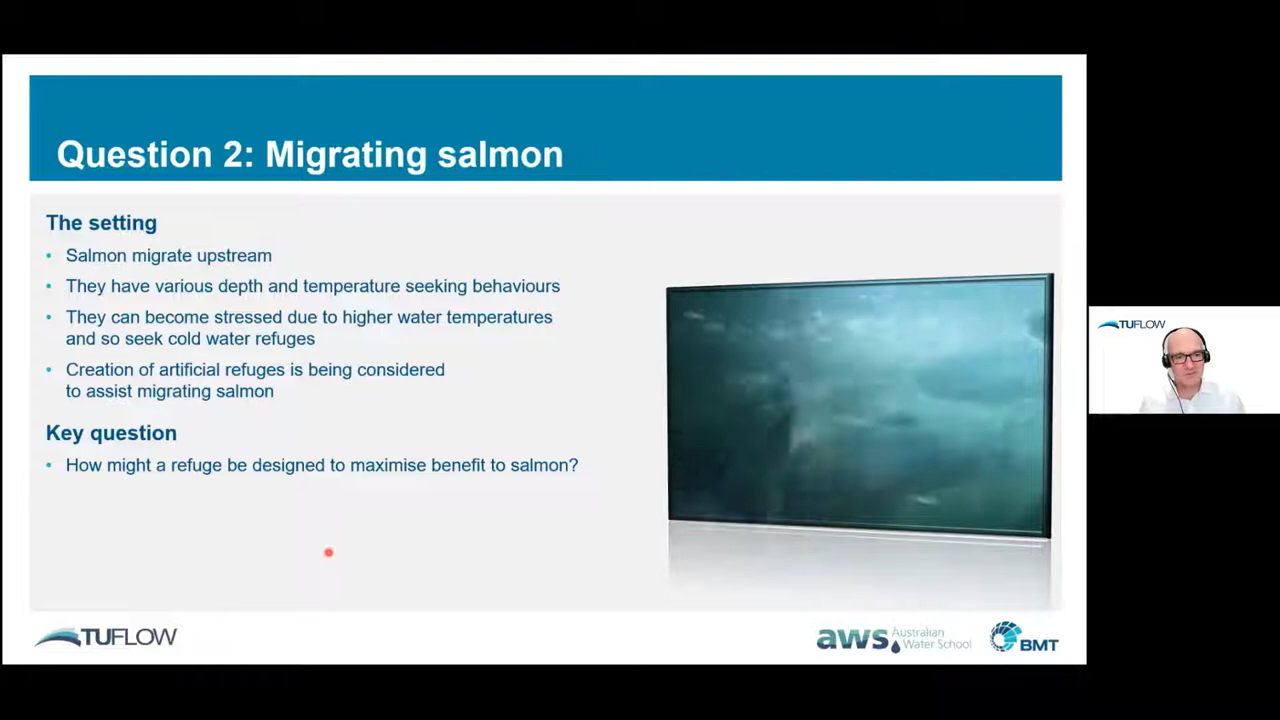 Question 2: Migrating salmon
The setting
• Salmon migrate upstream
• They have various depth and temperature seeking behaviours
• They can become stressed due to higher water temperatures
and so seek cold water refuges
• Creation of artificial refuges is being considered
to assist migrating salmon
Key question
• How might a refuge be designed to maximise benefit to salmon?
TUFLOW
aws Australian
Water School
BMT
TUFLOW